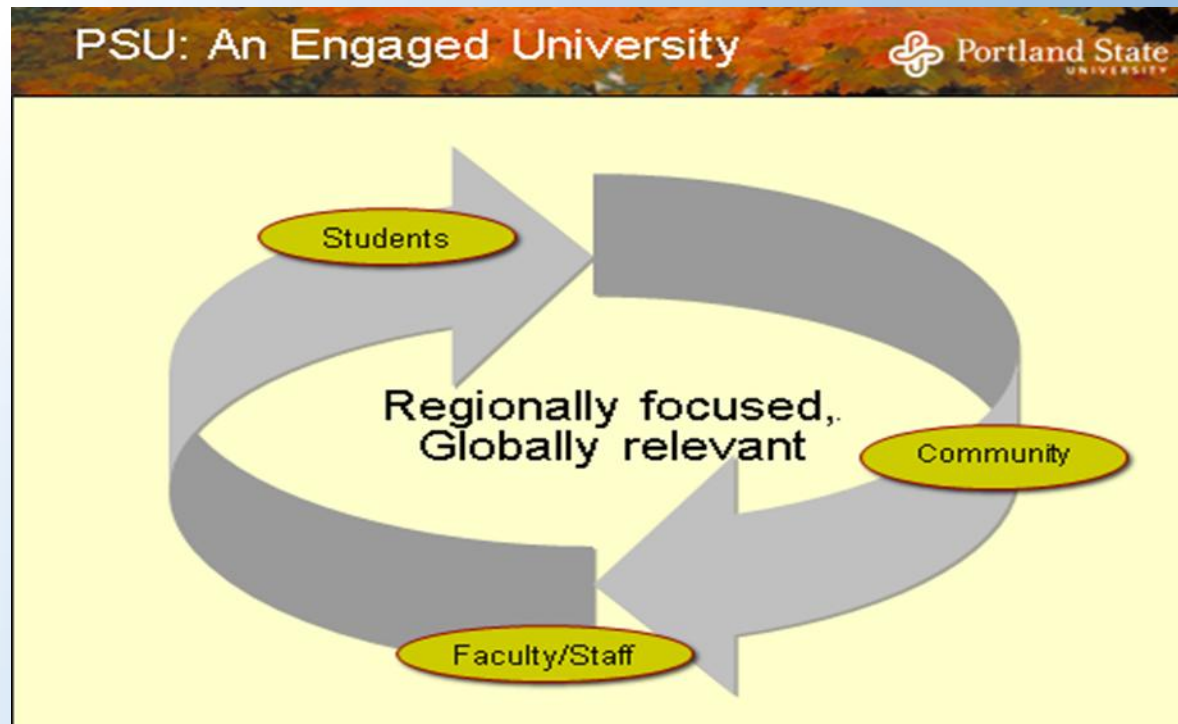 PSU: An Engaged University
Portland State
UNIVERSITY
Students
Regionally focused,.
Globally relevant
Community
Faculty/Staff